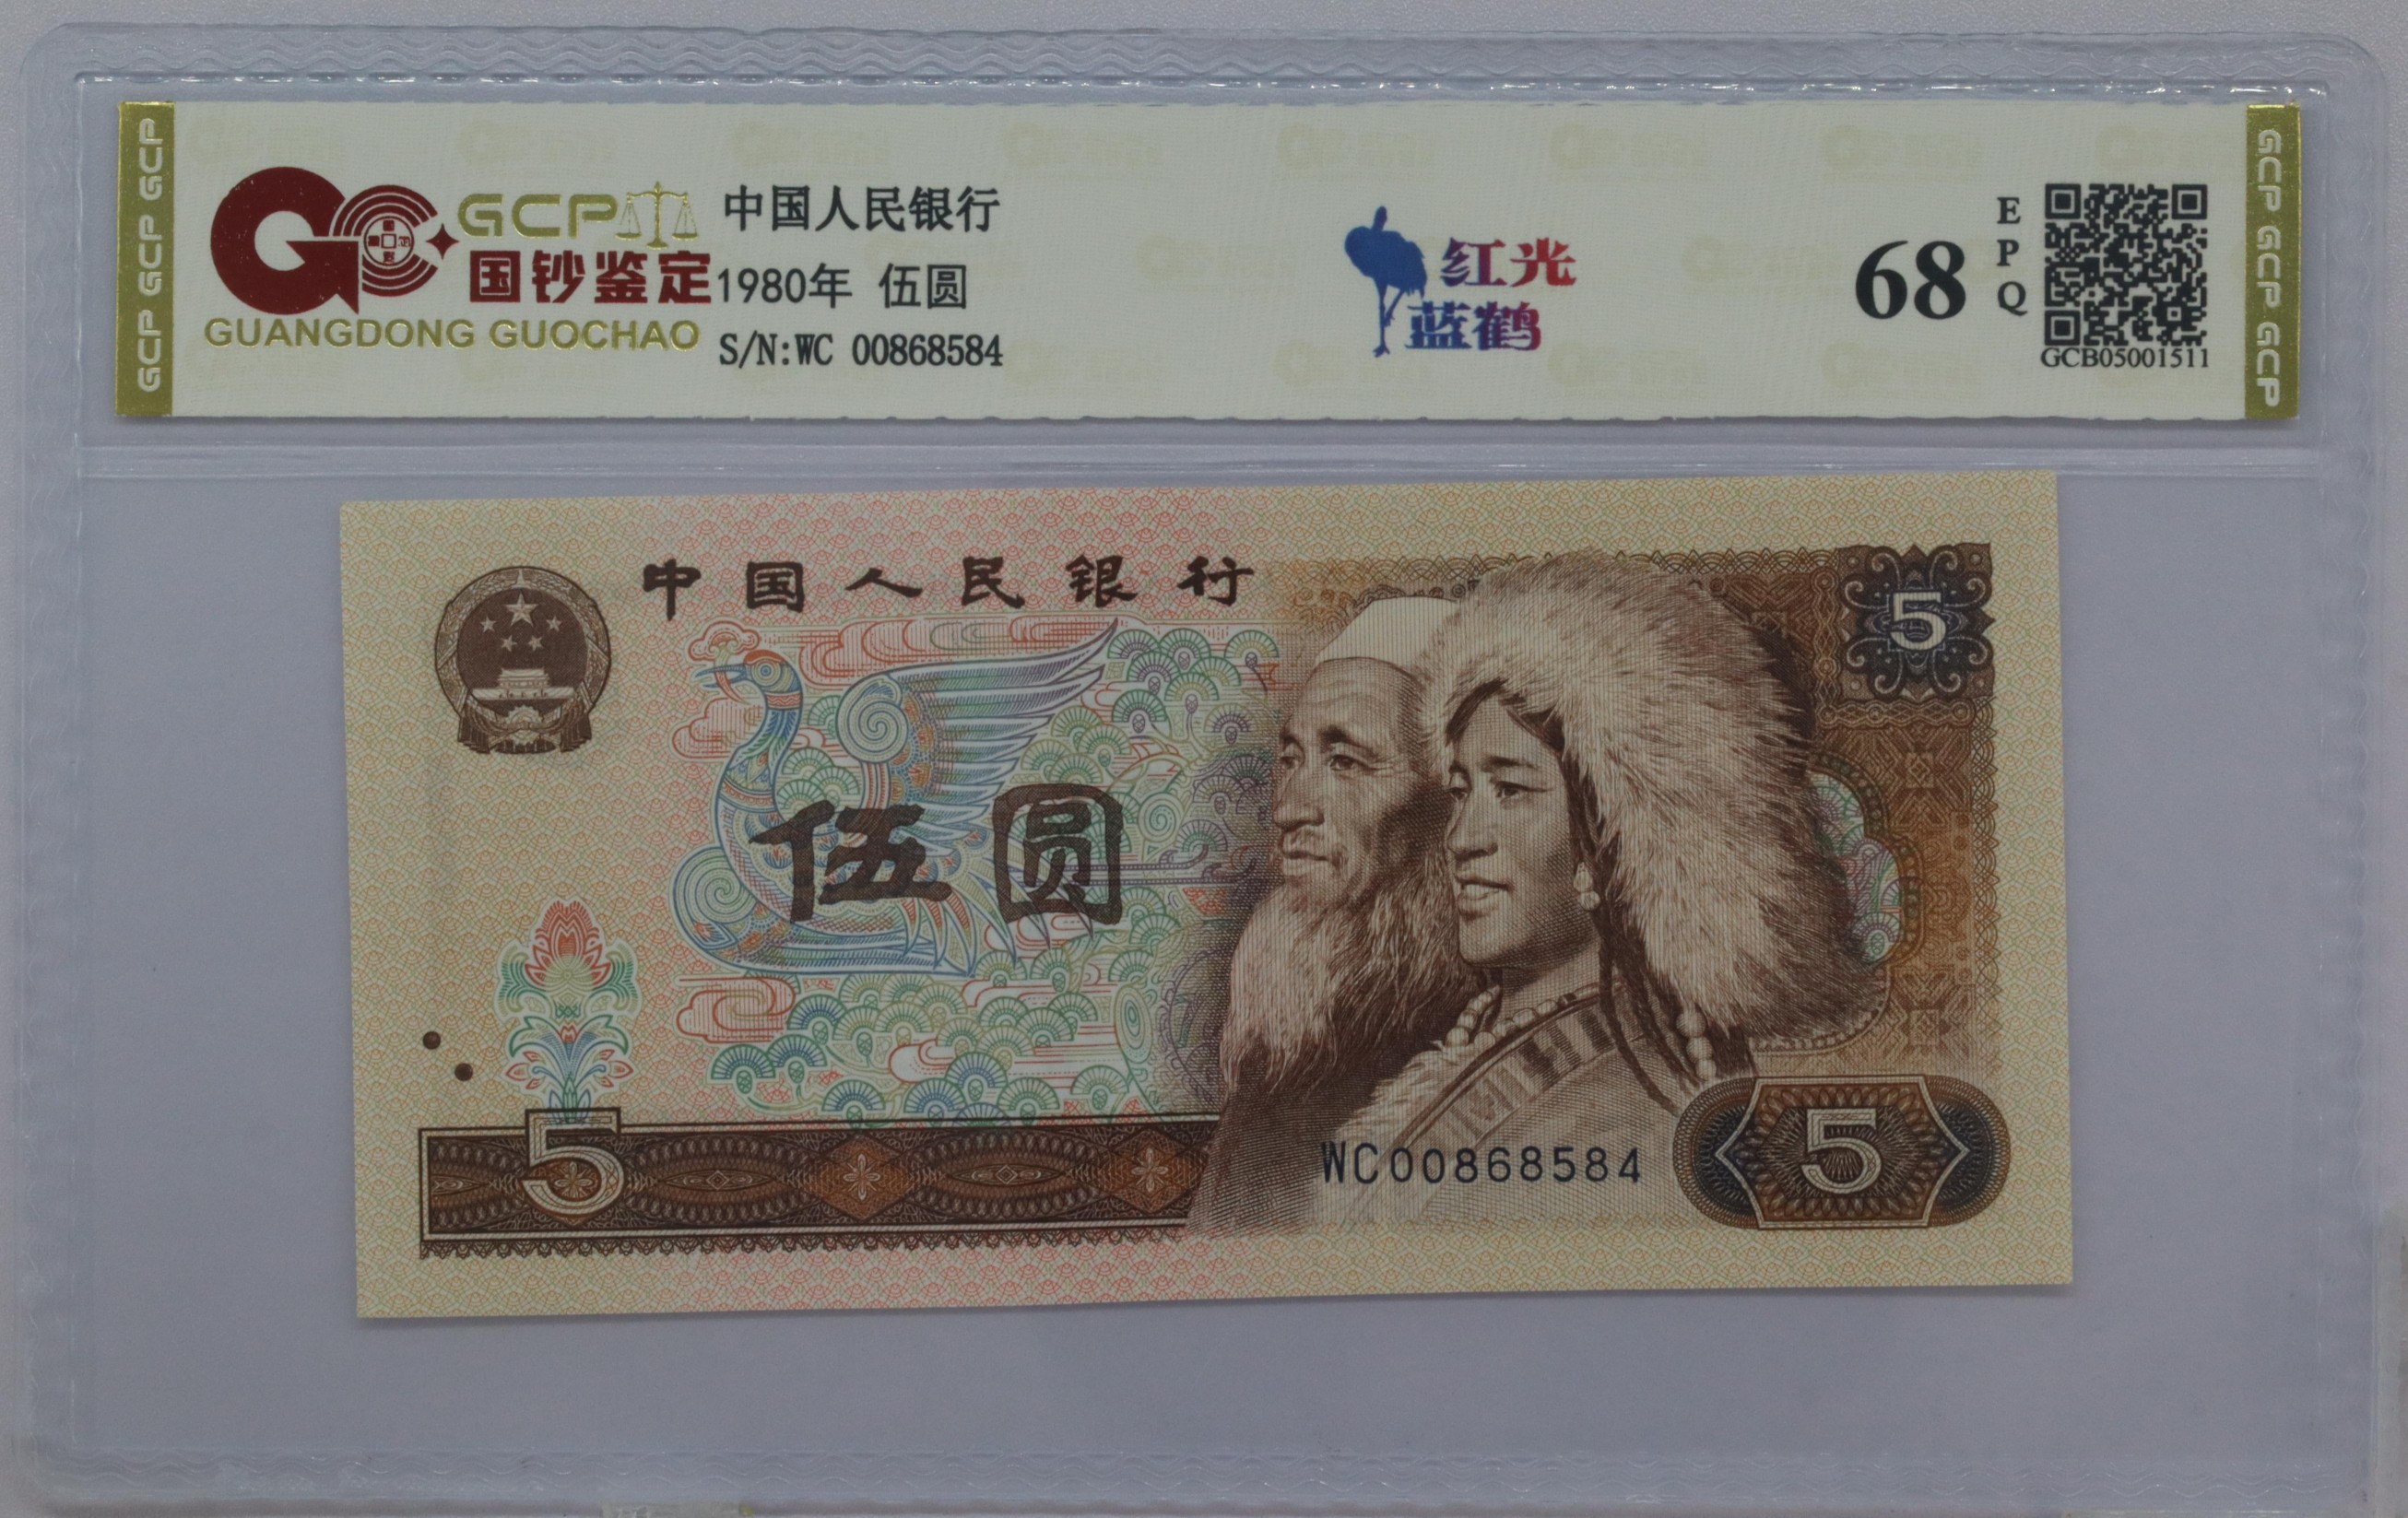 GCP GCP GCP
GCP
国钞鉴定
GUANGDONG GUOCHAO
中国人民银行
1980年 伍圆
S/N:WC 00868584
红光
蓝鹤
68
EPQ
GCB05001511
GCP GCP GCP GCP
中国人民银行
5
伍圆
5
WC00868584
5